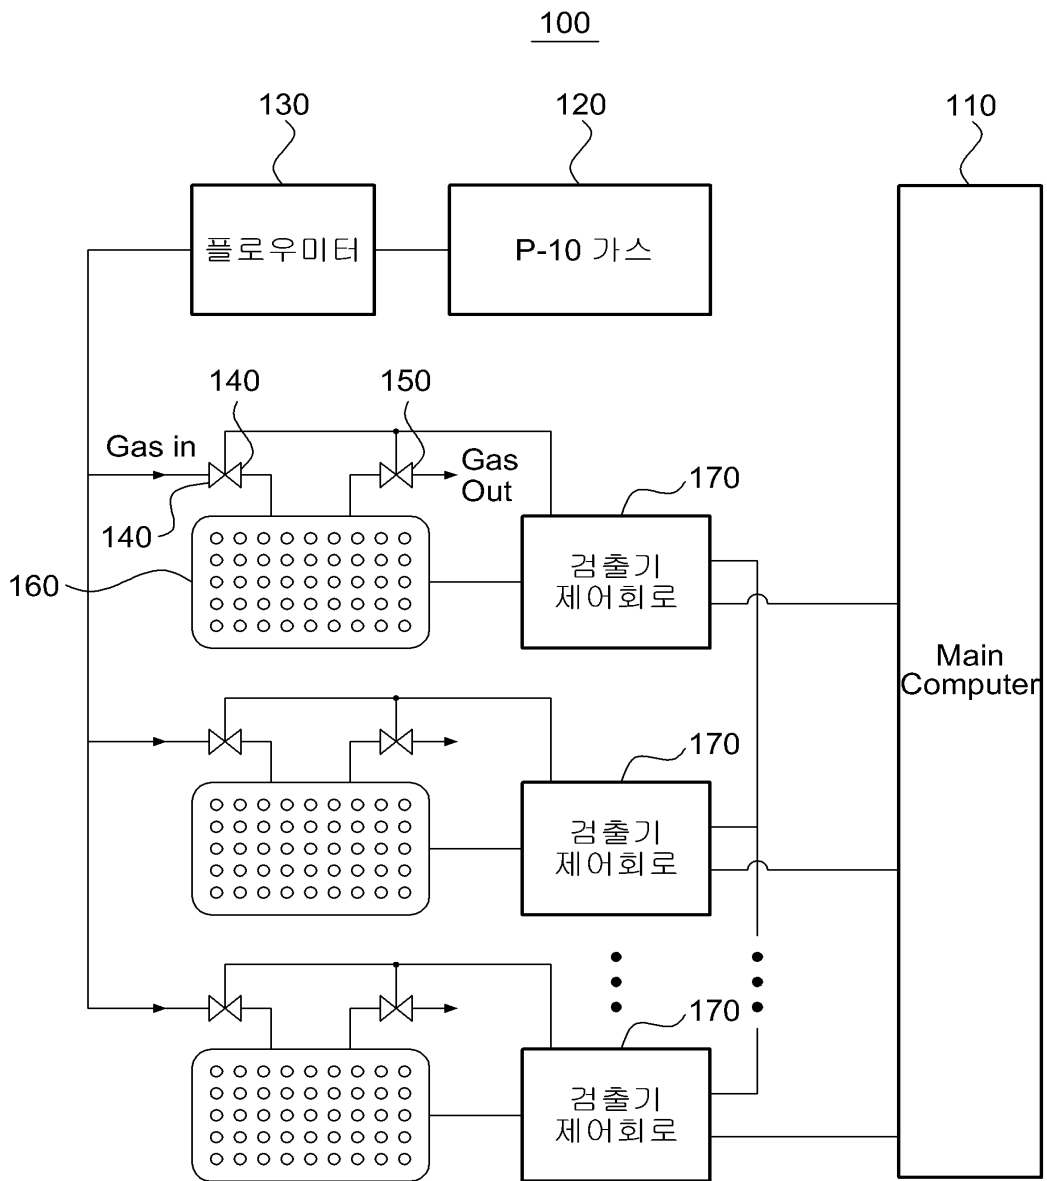 100
130
120
110
플로우미터
P-10 가스
140
150
Gas in
Gas
Out
170
140
160
검출기
제어회로
Main
Computer
170
검출기
제어회로
170
검출기
제어회로